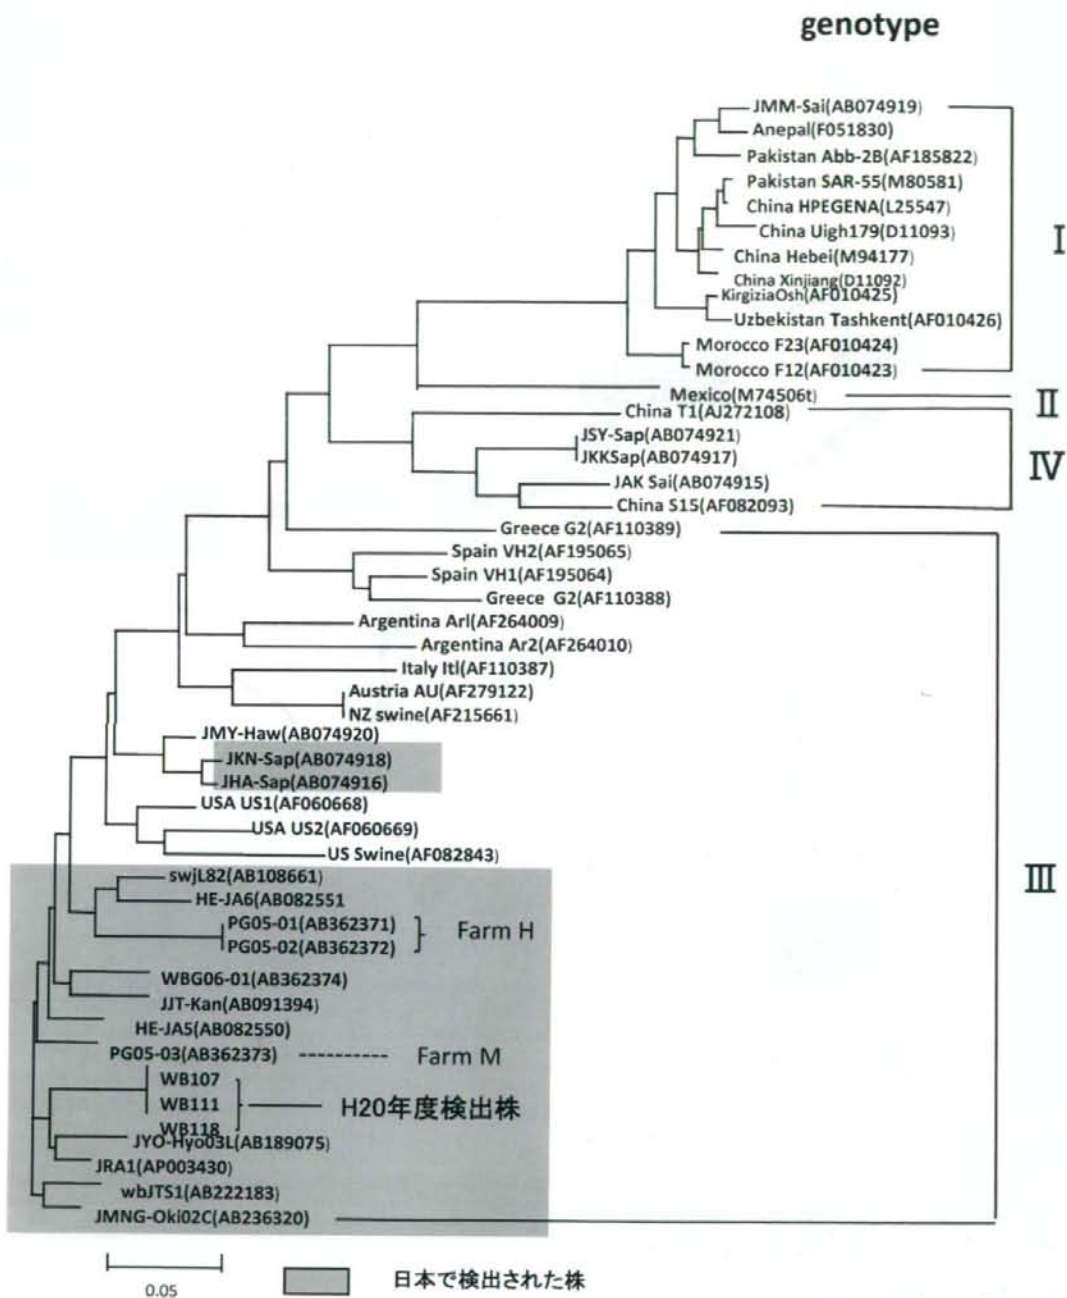 genotype
JMM-Sai(AB074919)
Anepal(F051830)
Pakistan Abb-2B(AF185822)
Pakistan SAR-55(M80581)
China HPEGENA(L25547)
China Uigh179(D11093)
I
China Hebei(M94177)
China Xinjiang(D11092)
KirgiziaOsh(AF010425)
Uzbekistan Tashkent(AF010426)
Morocco F23(AF010424)
Morocco F12(AF010423)
Mexico(M74506t)
II
China T1(AJ272108)
JSY-Sap(AB074921)
JKKSap(AB074917)
IV
JAK Sai(AB074915)
China S15(AF082093)
Greece G2(AF110389)
Spain VH2(AF195065)
Spain VH1(AF195064)
Greece G2(AF110388)
Argentina Arl(AF264009)
Argentina Ar2(AF264010)
Italy Itl(AF110387)
Austria AU(AF279122)
NZ swine(AF215661)
JMY-Haw(AB074920)
JKN-Sap(AB074918)
JHA-Sap(AB074916)
USA US1(AF060668)
USA US2(AF060669)
US Swine(AF082843)
III
swjL82(AB108661)
HE-JA6(AB082551
PG05-01(AB362371)
Farm H
PG05-02(AB362372)
WBG06-01(AB362374)
JJT-Kan(AB091394)
HE-JA5(AB082550)
PG05-03(AB362373) ---------- Farm M
WB107
WB111
H20年度検出株
WB118
JYO-Hyo03L(AB189075)
JRA1(AP003430)
wbJTS1(AB222183)
JMNG-Oki02C(AB236320)
0.05
日本で検出された株